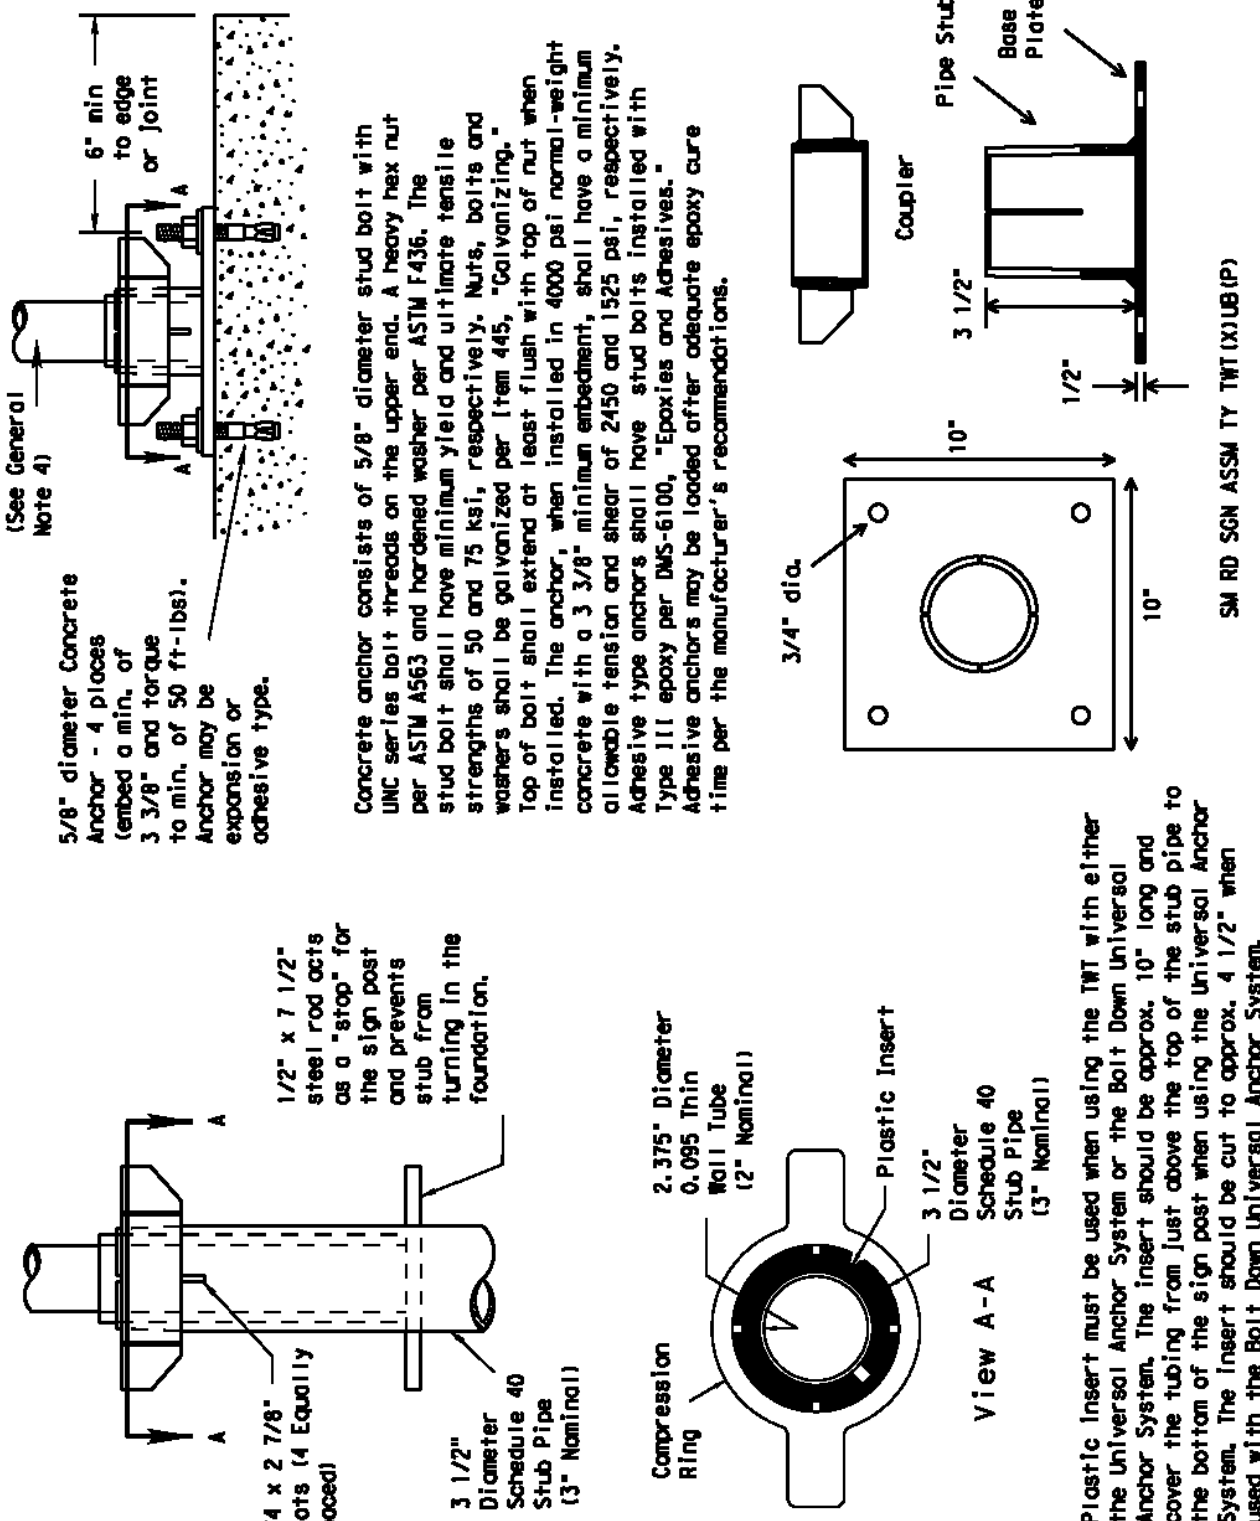 (See General
Note 4)
6" min
to edge
or joint
A
A
5/8" diameter Concrete
Anchor - 4 places
(embed a min. of
3 3/8" and torque
to min. of 50 ft-lbs).
Anchor may be
expansion or
adhesive type.
Concrete anchor consists of 5/8" diameter stud bolt with
UNC series bolt threads on the upper end. A heavy hex nut
per ASTM A563 and hardened washer per ASTM F436. The
stud bolt shall have minimum yield and ultimate tensile
strengths of 50 and 75 ksi, respectively. Nuts, bolts and
washers shall be galvanized per Item 445, "Galvanizing."
Top of bolt shall extend at least flush with top of nut when
installed. The anchor, when installed in 4000 psi normal-weight
concrete with a 3 3/8" minimum embedment, shall have a minimum
allowable tension and shear of 2450 and 1525 psi, respectively.
Adhesive type anchors shall have stud bolts installed with
Type III epoxy per DMS-6100, "Epoxies and Adhesives."
Adhesive anchors may be loaded after adequate epoxy cure
time per the manufacturer's recommendations.
Coupler
Pipe Stub
Base
Plate
3 1/2"
1/2"
3/4" dia.
10"
10"
SM RD SGN ASSM TY TWT(X)UB(P)
A
A
1/2" x 7 1/2"
steel rod acts
as a "stop" for
the sign post
and prevents
stub from
turning in the
foundation.
4 x 2 7/8"
ots (4 Equally
aced)
3 1/2"
Diameter
Schedule 40
Stub Pipe
(3" Nominal)
Compression
Ring
2.375" Diameter
0.095 Thin
Wall Tube
(2" Nominal)
Plastic Insert
3 1/2"
Diameter
Schedule 40
Stub Pipe
(3" Nominal)
View A-A
Plastic Insert must be used when using the TWT with either
the Universal Anchor System or the Bolt Down Universal
Anchor System. The insert should be approx. 10" long and
cover the tubing from just above the top of the stub pipe to
the bottom of the sign post when using the Universal Anchor
System. The insert should be cut to approx. 4 1/2" when
used with the Bolt Down Universal Anchor System.